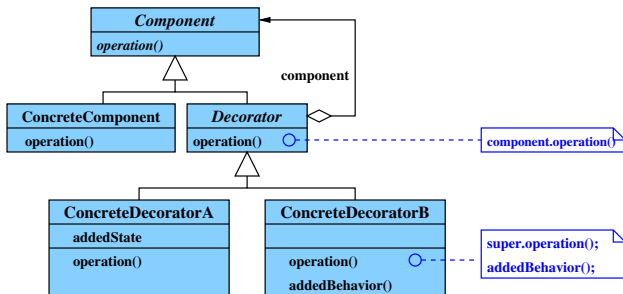 Component
operation()
component
ConcreteComponent
operation()
Decorator
operation()
component.operation()
ConcreteDecoratorA
addedState
operation()
ConcreteDecoratorB
operation()
addedBehavior()
super.operation();
addedBehavior();